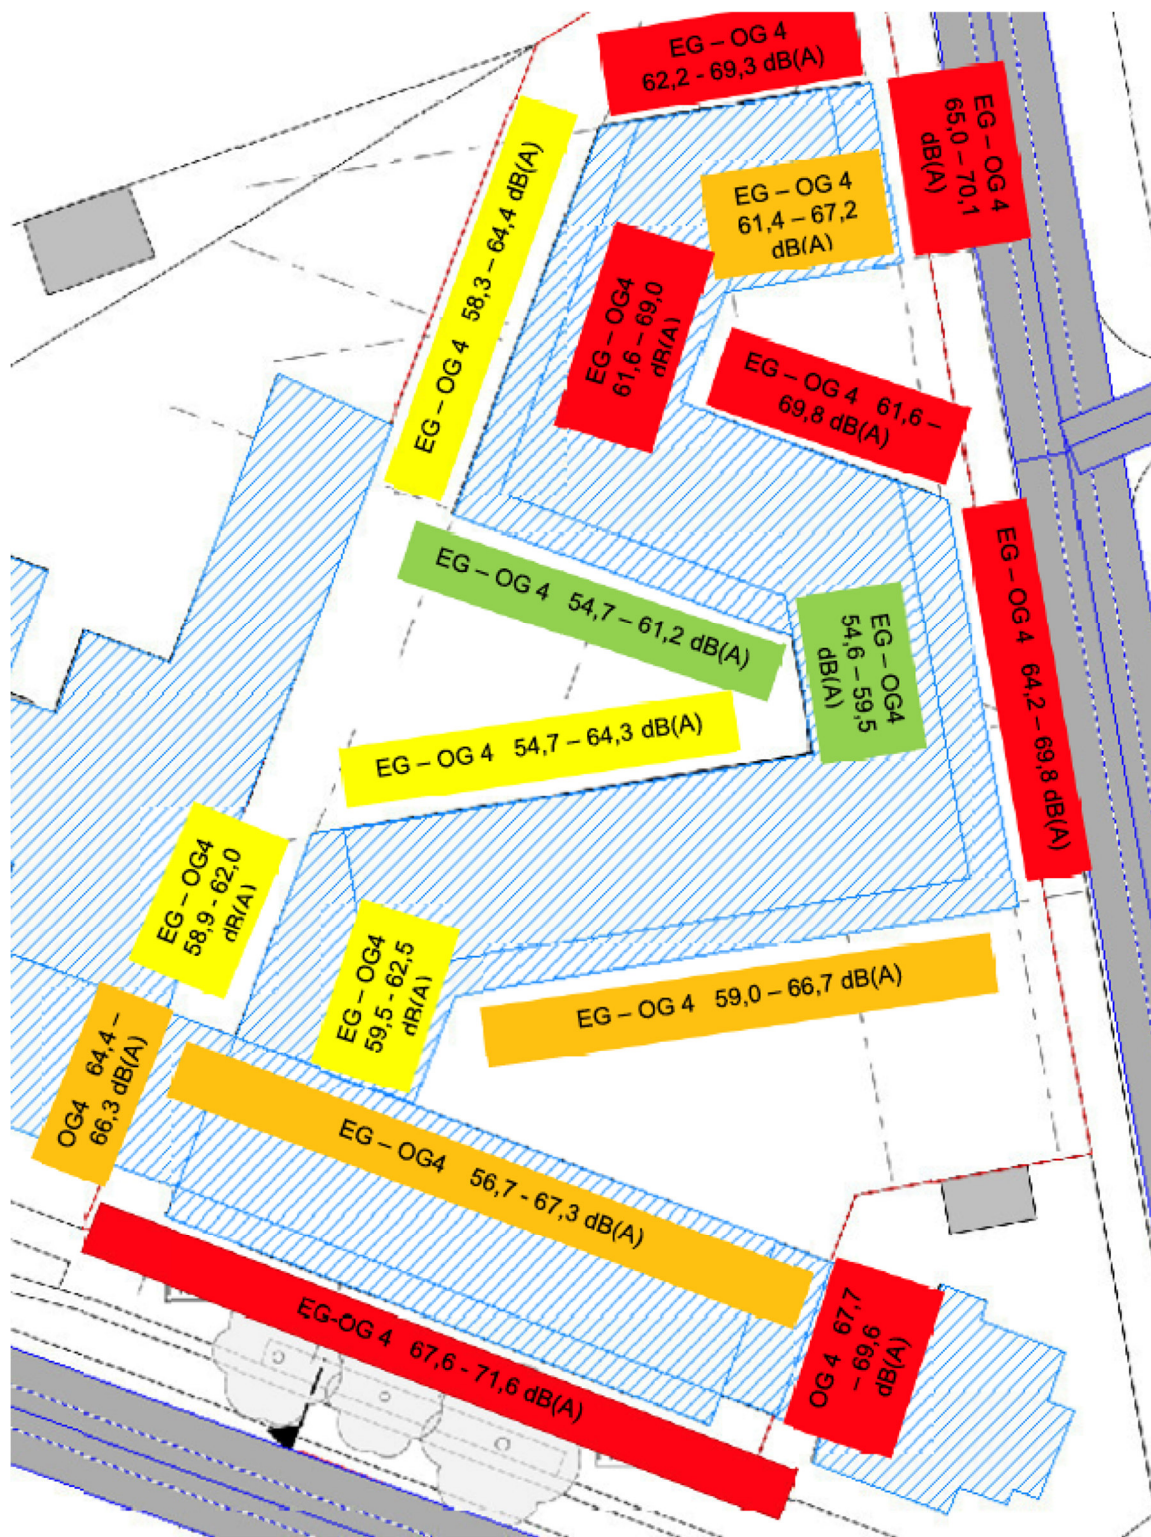 EG – OG 4
62,2 - 69,3 dB(A)
EG – OG 4
65,0 – 70,1
dB(A)
EG – OG 4
61,4 – 67,2
dB(A)
EG – OG 4 58,3 – 64,4 dB(A)
EG – OG4
61,6 – 69,0
dB(A)
EG – OG 4 61,6 –
69,8 dB(A)
EG – OG 4 54,7 – 61,2 dB(A)
EG – OG4
54,6 – 59,5
dB(A)
EG – OG 4 64,2 – 69,8 dB(A)
EG – OG 4 54,7 – 64,3 dB(A)
EG – OG4
58,9 - 62,0
dB(A)
EG – OG4
59,5 - 62,5
dB(A)
EG – OG 4 59,0 – 66,7 dB(A)
OG4 64,4 –
66,3 dB(A)
EG – OG4 56,7 - 67,3 dB(A)
EG-OG 4 67,6 - 71,6 dB(A)
OG 4 67,7
– 69,6
dB(A)